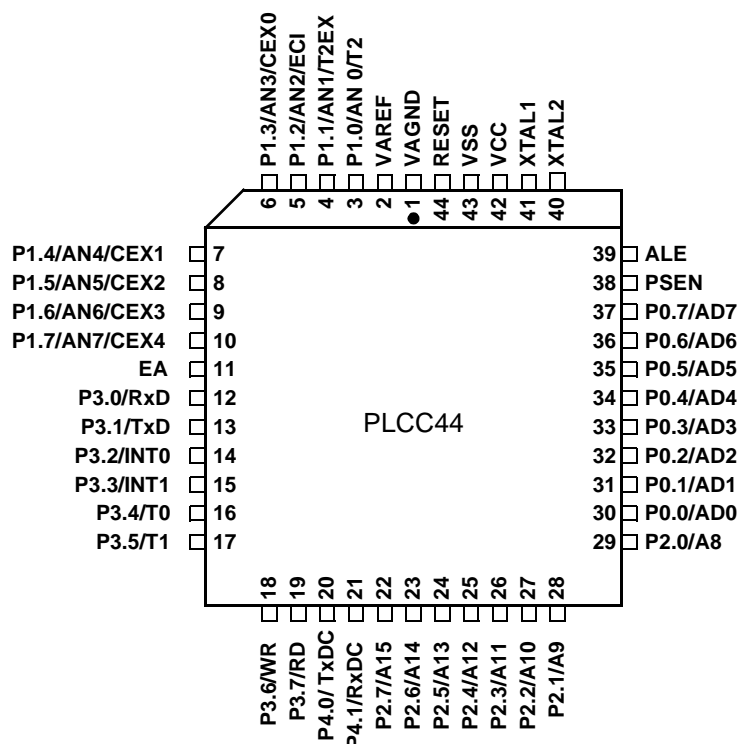 P1.3/AN3/CEX0
P1.2/AN2/ECI
P1.1/AN1/T2EX
P1.0/AN 0/T2
VAREF
VAGND
RESET
VSS
VCC
XTAL1
XTAL2
6
5
4
3
2
1
44
43
42
41
40
P1.4/AN4/CEX1 7
P1.5/AN5/CEX2 8
P1.6/AN6/CEX3 9
P1.7/AN7/CEX4 10
EA 11
P3.0/RxD 12
P3.1/TxD 13
P3.2/INT0 14
P3.3/INT1 15
P3.4/T0 16
P3.5/T1 17
PLCC44
39 ALE
38 PSEN
37 P0.7/AD7
36 P0.6/AD6
35 P0.5/AD5
34 P0.4/AD4
33 P0.3/AD3
32 P0.2/AD2
31 P0.1/AD1
30 P0.0/AD0
29 P2.0/A8
18
19
20
21
22
23
24
25
26
27
28
P3.6/WR
P3.7/RD
P4.0/ TxDC
P4.1/RxDC
P2.7/A15
P2.6/A14
P2.5/A13
P2.4/A12
P2.3/A11
P2.2/A10
P2.1/A9